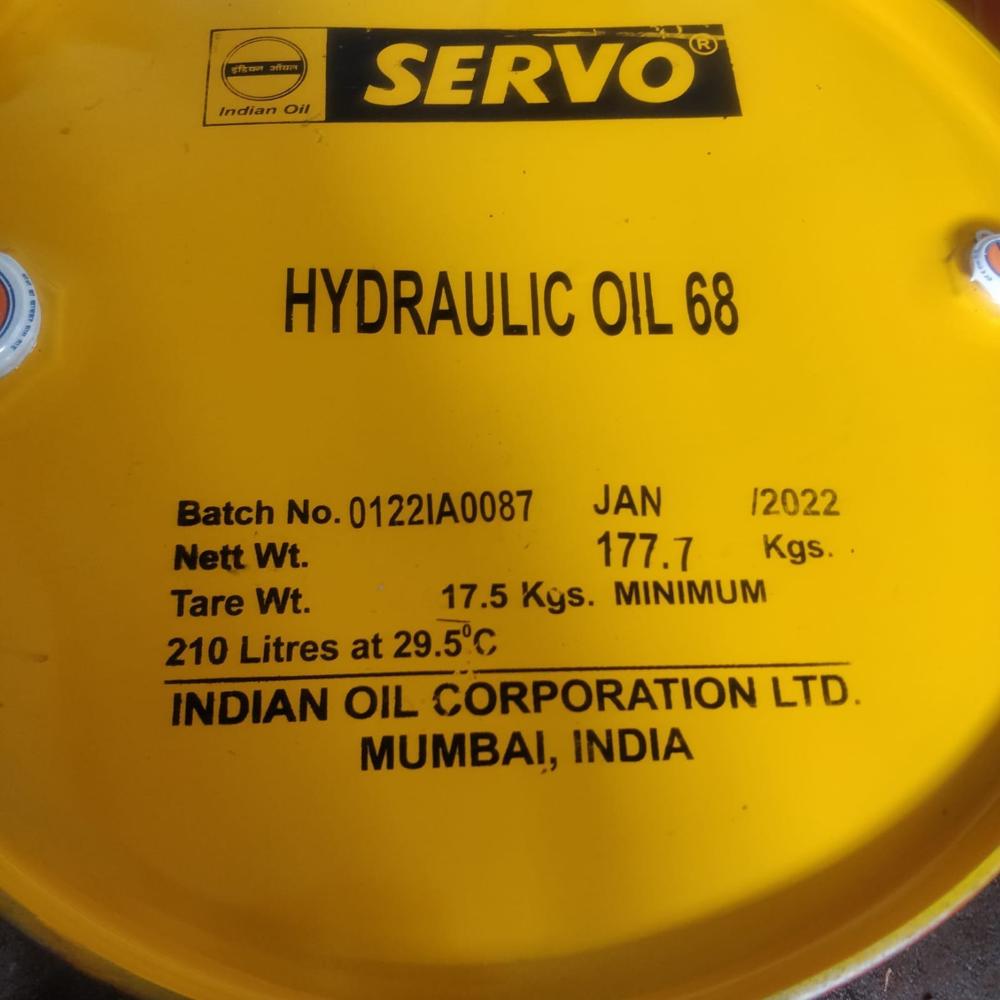 इंडियन ऑयल
Indian Oil
SERVO®
HYDRAULIC OIL 68
Batch No. 0122IA0087 JAN /2022
Nett Wt. 177.7 Kgs.
Tare Wt. 17.5 Kgs. MINIMUM
210 Litres at 29.5⁰C
INDIAN OIL CORPORATION LTD.
MUMBAI, INDIA